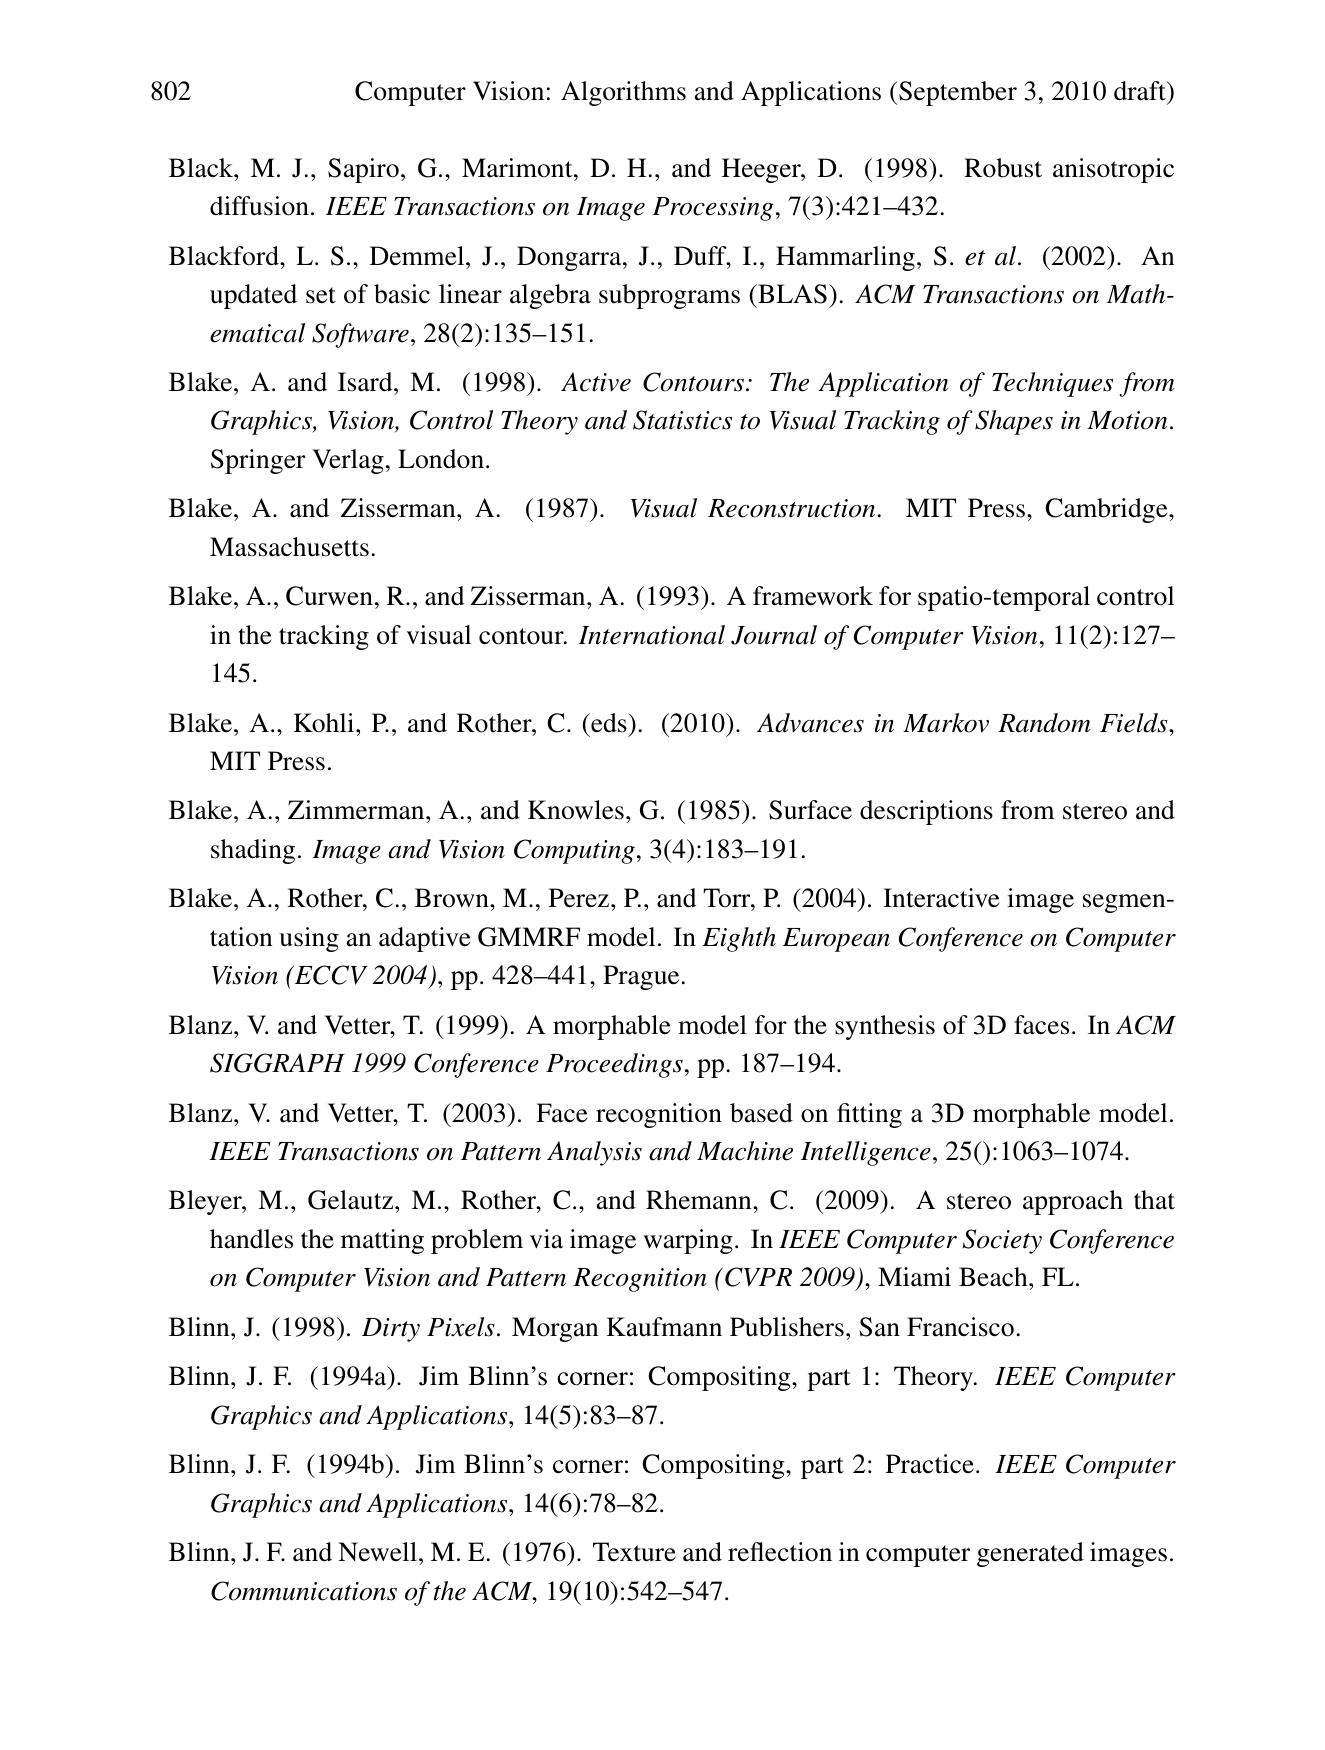 802 Computer Vision: Algorithms and Applications (September 3, 2010 draft)
Black, M. J., Sapiro, G., Marimont, D. H., and Heeger, D. (1998). Robust anisotropic
diffusion. IEEE Transactions on Image Processing, 7(3):421–432.
Blackford, L. S., Demmel, J., Dongarra, J., Duff, I., Hammarling, S. et al. (2002). An
updated set of basic linear algebra subprograms (BLAS). ACM Transactions on Math-
ematical Software, 28(2):135–151.
Blake, A. and Isard, M. (1998). Active Contours: The Application of Techniques from
Graphics, Vision, Control Theory and Statistics to Visual Tracking of Shapes in Motion.
Springer Verlag, London.
Blake, A. and Zisserman, A. (1987). Visual Reconstruction. MIT Press, Cambridge,
Massachusetts.
Blake, A., Curwen, R., and Zisserman, A. (1993). A framework for spatio-temporal control
in the tracking of visual contour. International Journal of Computer Vision, 11(2):127–
145.
Blake, A., Kohli, P., and Rother, C. (eds). (2010). Advances in Markov Random Fields,
MIT Press.
Blake, A., Zimmerman, A., and Knowles, G. (1985). Surface descriptions from stereo and
shading. Image and Vision Computing, 3(4):183–191.
Blake, A., Rother, C., Brown, M., Perez, P., and Torr, P. (2004). Interactive image segmen-
tation using an adaptive GMMRF model. In Eighth European Conference on Computer
Vision (ECCV 2004), pp. 428–441, Prague.
Blanz, V. and Vetter, T. (1999). A morphable model for the synthesis of 3D faces. In ACM
SIGGRAPH 1999 Conference Proceedings, pp. 187–194.
Blanz, V. and Vetter, T. (2003). Face recognition based on fitting a 3D morphable model.
IEEE Transactions on Pattern Analysis and Machine Intelligence, 25():1063–1074.
Bleyer, M., Gelautz, M., Rother, C., and Rhemann, C. (2009). A stereo approach that
handles the matting problem via image warping. In IEEE Computer Society Conference
on Computer Vision and Pattern Recognition (CVPR 2009), Miami Beach, FL.
Blinn, J. (1998). Dirty Pixels. Morgan Kaufmann Publishers, San Francisco.
Blinn, J. F. (1994a). Jim Blinn's corner: Compositing, part 1: Theory. IEEE Computer
Graphics and Applications, 14(5):83–87.
Blinn, J. F. (1994b). Jim Blinn's corner: Compositing, part 2: Practice. IEEE Computer
Graphics and Applications, 14(6):78–82.
Blinn, J. F. and Newell, M. E. (1976). Texture and reflection in computer generated images.
Communications of the ACM, 19(10):542–547.